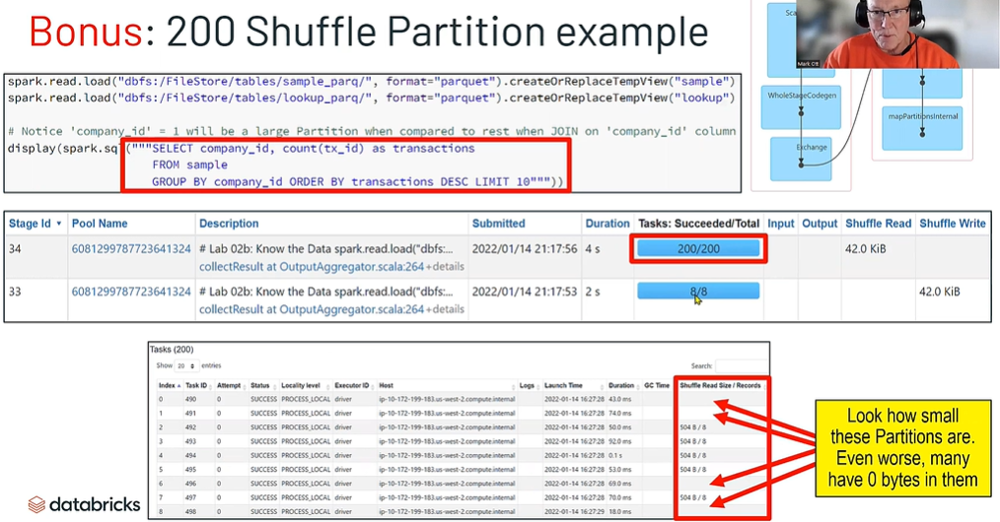 Bonus: 200 Shuffle Partition example
Mark Ott
WholeStageCodegen
Exchange
mapPartitionsInternal
spark.read.load("dbfs:/FileStore/tables/sample_parq/", format="parquet").createOrReplaceTempView("sample")
spark.read.load("dbfs:/FileStore/tables/lookup_parq/", format="parquet").createOrReplaceTempView("lookup")
# Notice 'company_id' = 1 will be a large Partition when compared to rest when JOIN on 'company_id' column
display(spark.sq ("""SELECT company_id, count(tx_id) as transactions
FROM sample
GROUP BY company_id ORDER BY transactions DESC LIMIT 10"""))
Stage Id ▾ Pool Name Description Submitted Duration Tasks: Succeeded/Total Input Output Shuffle Read Shuffle Write
34 6081299787723641324 # Lab 02b: Know the Data spark.read.load("dbfs:... 2022/01/14 21:17:56 4 s 200/200 42.0 KiB
collectResult at OutputAggregator.scala:264 +details
33 6081299787723641324 # Lab 02b: Know the Data spark.read.load("dbfs:... 2022/01/14 21:17:53 2 s 8/8 42.0 KiB
collectResult at OutputAggregator.scala:264 +details
Tasks (200)
Show 20 entries Search:
Index Task ID Attempt Status Locality level Executor ID Host Logs Launch Time Duration GC Time Shuffle Read Size / Records
0 490 0 SUCCESS PROCESS_LOCAL driver ip-10-172-199-183.us-west-2.compute.internal 2022-01-14 16:27:28 43.0 ms
1 491 0 SUCCESS PROCESS_LOCAL driver ip-10-172-199-183.us-west-2.compute.internal 2022-01-14 16:27:28 74.0 ms
2 492 0 SUCCESS PROCESS_LOCAL driver ip-10-172-199-183.us-west-2.compute.internal 2022-01-14 16:27:28 50.0 ms 504 B / 8
3 493 0 SUCCESS PROCESS_LOCAL driver ip-10-172-199-183.us-west-2.compute.internal 2022-01-14 16:27:28 92.0 ms 504 B / 8
4 494 0 SUCCESS PROCESS_LOCAL driver ip-10-172-199-183.us-west-2.compute.internal 2022-01-14 16:27:28 0.1 s 504 B / 8
5 495 0 SUCCESS PROCESS_LOCAL driver ip-10-172-199-183.us-west-2.compute.internal 2022-01-14 16:27:28 53.0 ms 504 B / 8
6 496 0 SUCCESS PROCESS_LOCAL driver ip-10-172-199-183.us-west-2.compute.internal 2022-01-14 16:27:28 69.0 ms
7 497 0 SUCCESS PROCESS_LOCAL driver ip-10-172-199-183.us-west-2.compute.internal 2022-01-14 16:27:28 70.0 ms 504 B / 8
8 498 0 SUCCESS PROCESS_LOCAL driver ip-10-172-199-183.us-west-2.compute.internal 2022-01-14 16:27:29 18.0 ms
Look how small
these Partitions are.
Even worse, many
have 0 bytes in them
databricks